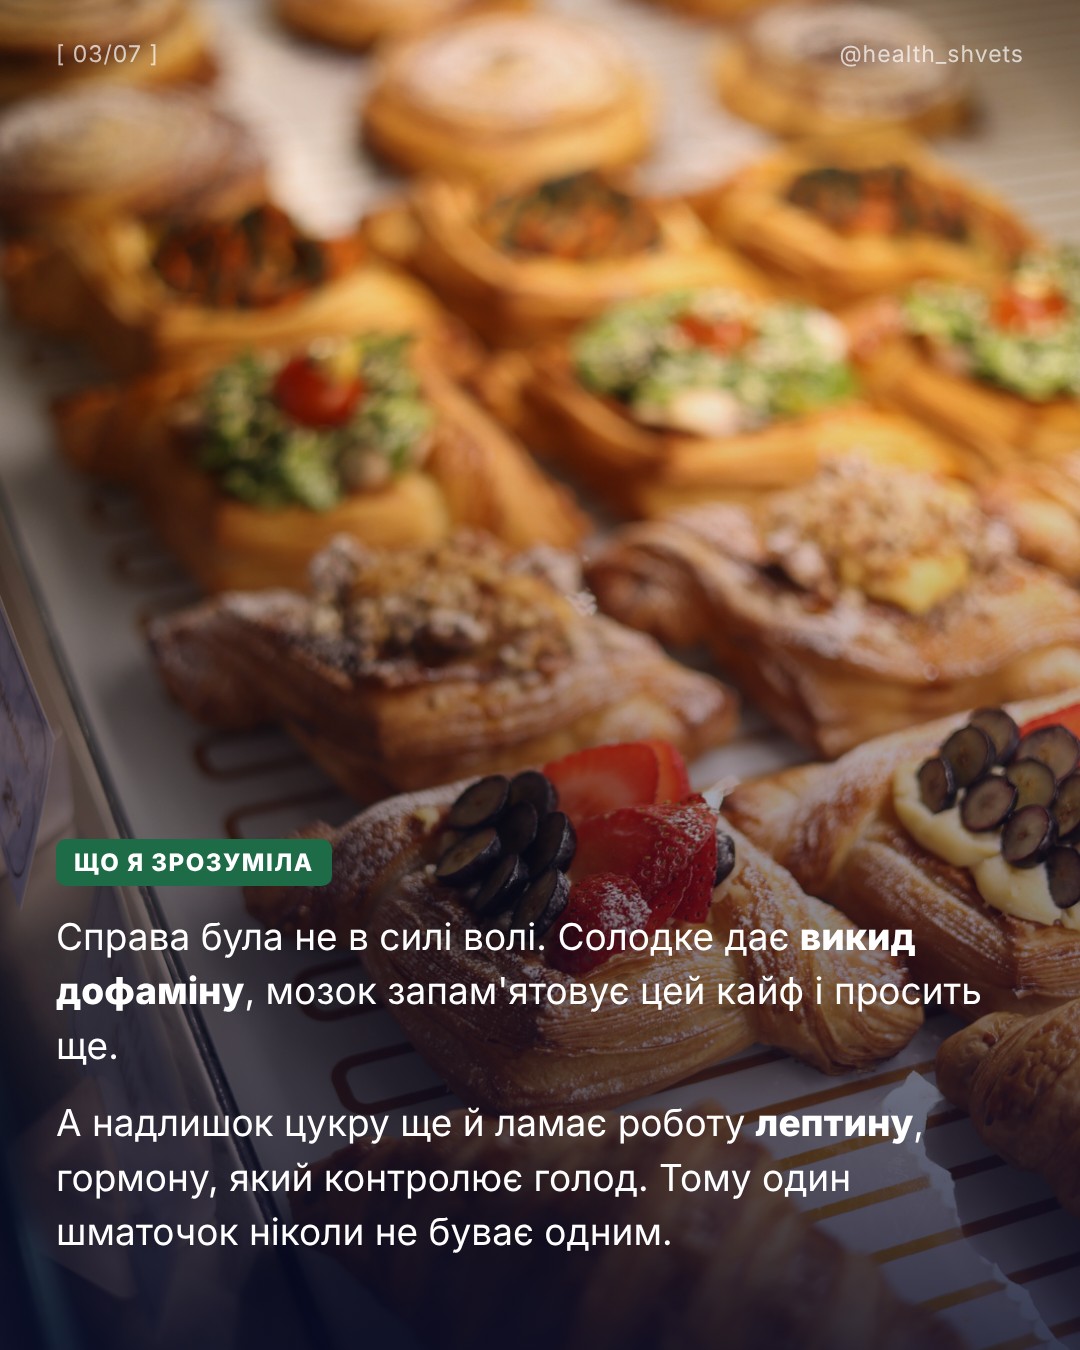 [ 03/07 ]
@health_shvets
ЩО Я ЗРОЗУМІЛА
Справа була не в силі волі. Солодке дає викид
дофаміну, мозок запам'ятовує цей кайф і просить
ще.
А надлишок цукру ще й ламає роботу лептину,
гормону, який контролює голод. Тому один
шматочок ніколи не буває одним.